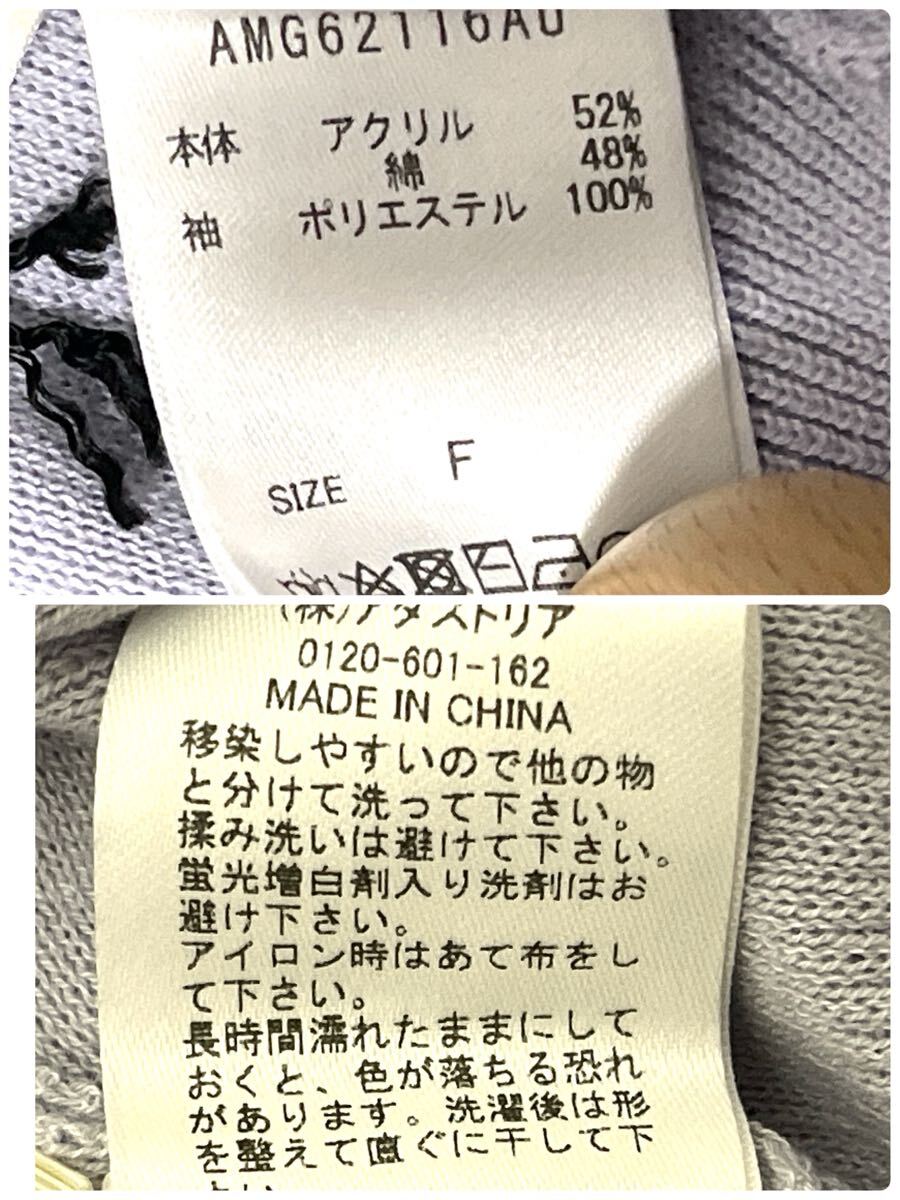 AMG62116AU
本体 アクリル 52%
綿 48%
袖 ポリエステル 100%
SIZE F
(株)アダストリア
0120-601-162
MADE IN CHINA
移染しやすいので他の物
と分けて洗って下さい。
揉み洗いは避けて下さい。
蛍光増白剤入り洗剤はお
避け下さい。
アイロン時はあて布をし
て下さい。
長時間濡れたままにして
おくと、色が落ちる恐れ
があります。洗濯後は形
を整えて直ぐに干して下
さい